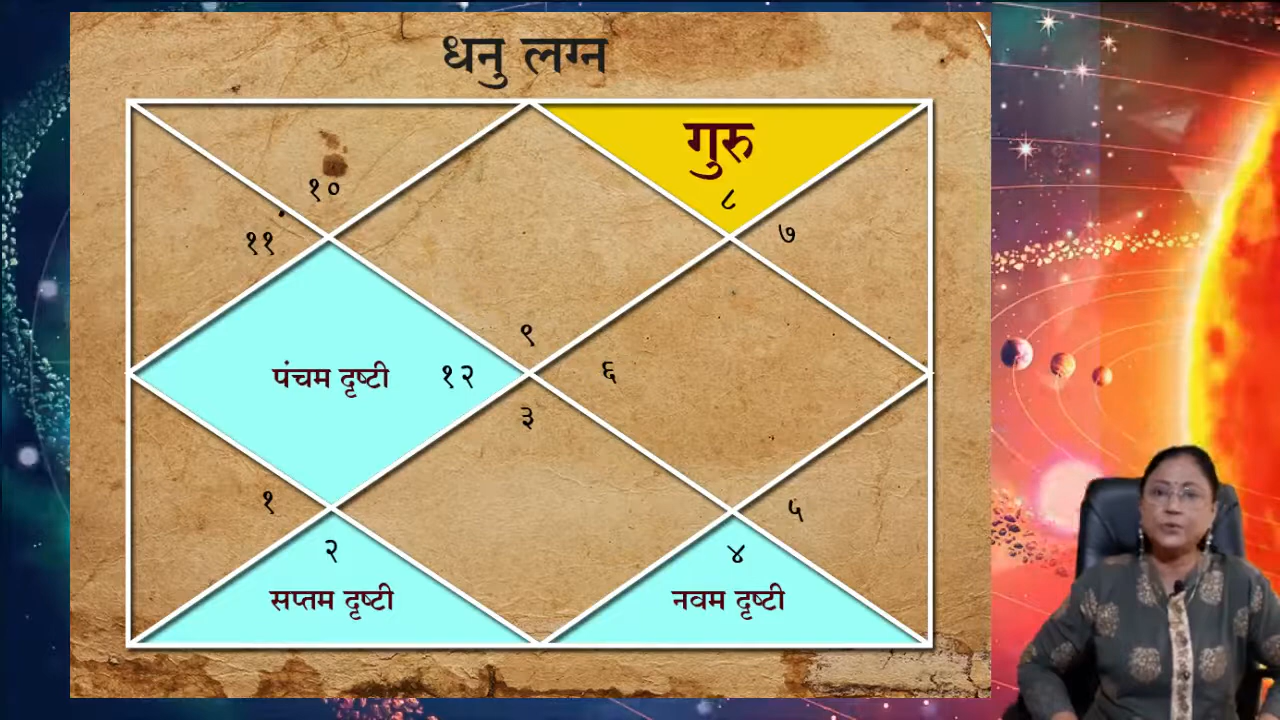 धनु लग्न
गुरु
८
१०
७
११
९
पंचम दृष्टी १२
६
३
१
५
२
४
सप्तम दृष्टी
नवम दृष्टी